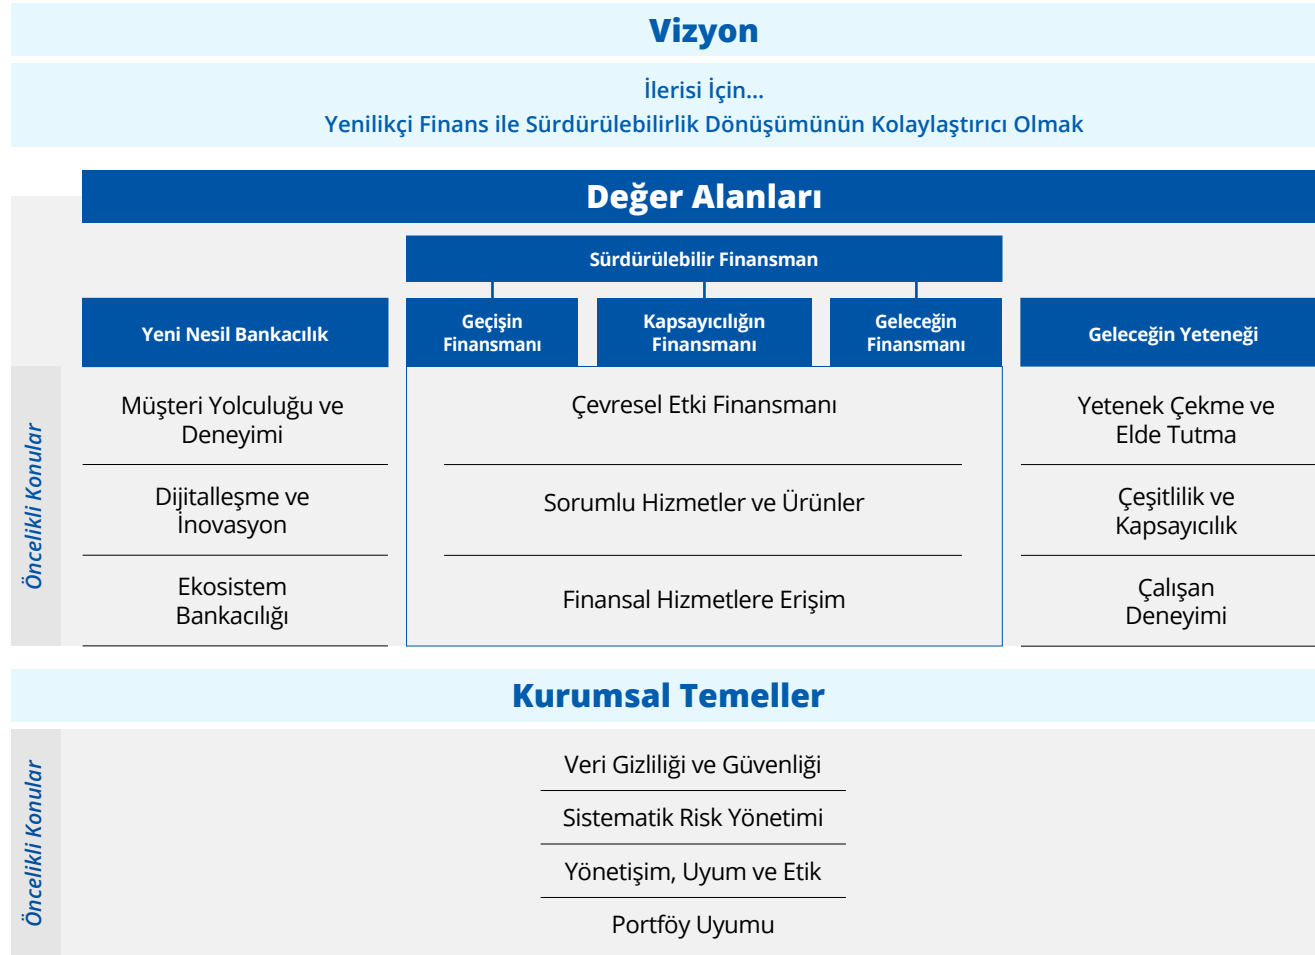 Vizyon
İlerisi İçin...
Yenilikçi Finans ile Sürdürülebilirlik Dönüşümünün Kolaylaştırıcı Olmak
Değer Alanları
Sürdürülebilir Finansman
Yeni Nesil Bankacılık
Geçişin
Finansmanı
Kapsayıcılığın
Finansmanı
Geleceğin
Finansmanı
Geleceğin Yeteneği
Öncelikli Konular
Müşteri Yolculuğu ve
Deneyimi
Dijitalleşme ve
İnovasyon
Ekosistem
Bankacılığı
Çevresel Etki Finansmanı
Sorumlu Hizmetler ve Ürünler
Finansal Hizmetlere Erişim
Yetenek Çekme ve
Elde Tutma
Çeşitlilik ve
Kapsayıcılık
Çalışan
Deneyimi
Kurumsal Temeller
Öncelikli Konular
Veri Gizliliği ve Güvenliği
Sistematik Risk Yönetimi
Yönetişim, Uyum ve Etik
Portföy Uyumu